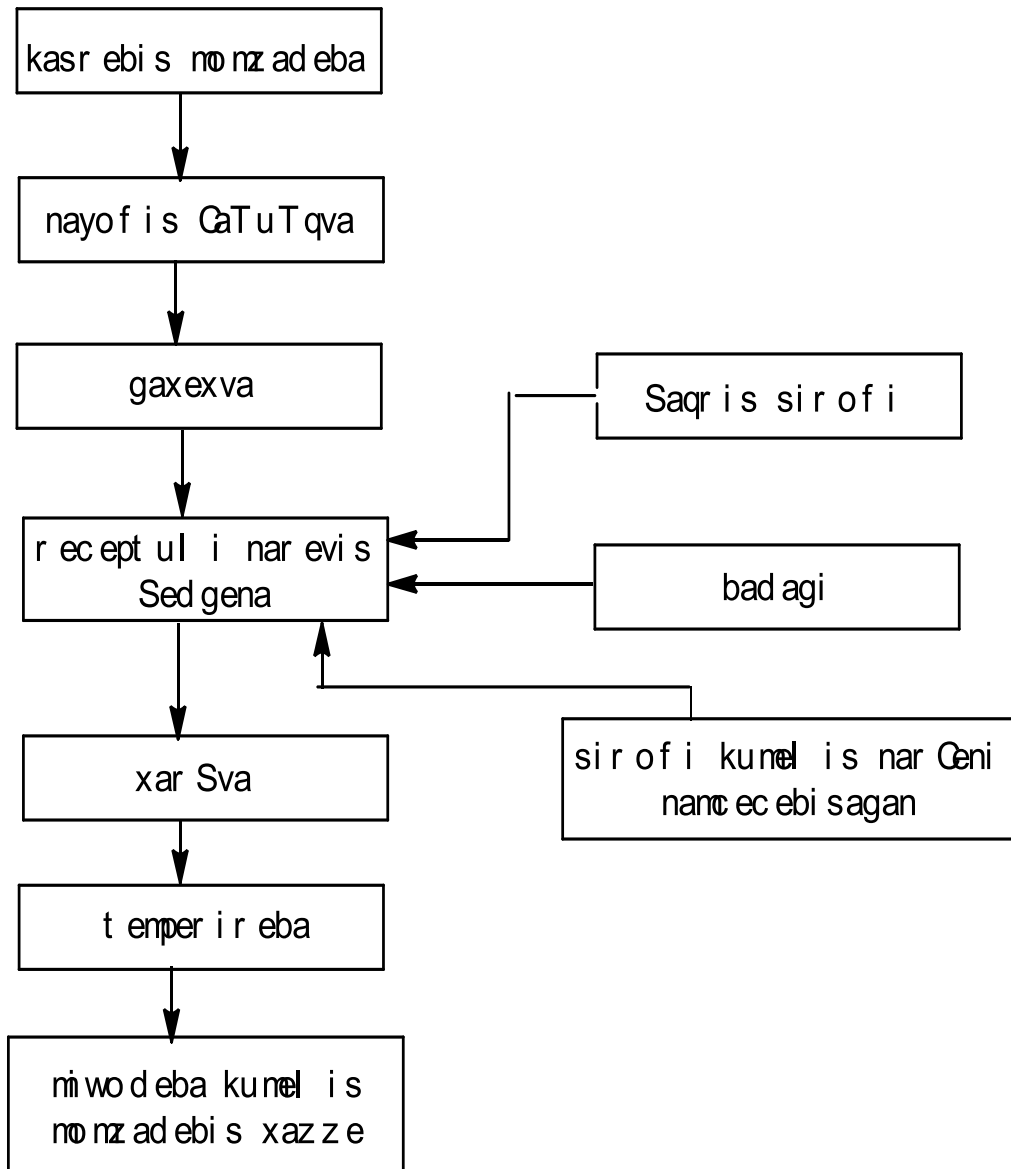 kasrebis momzadeba
nayofis CaTuTqva
gaxexva
Saqris sirofi
receptuli narevis
Sedgena
badagi
sirofi kumelis narCeni
namcecebisagan
xarSva
temperireba
miwodeba kumelis
momzadebis xazze